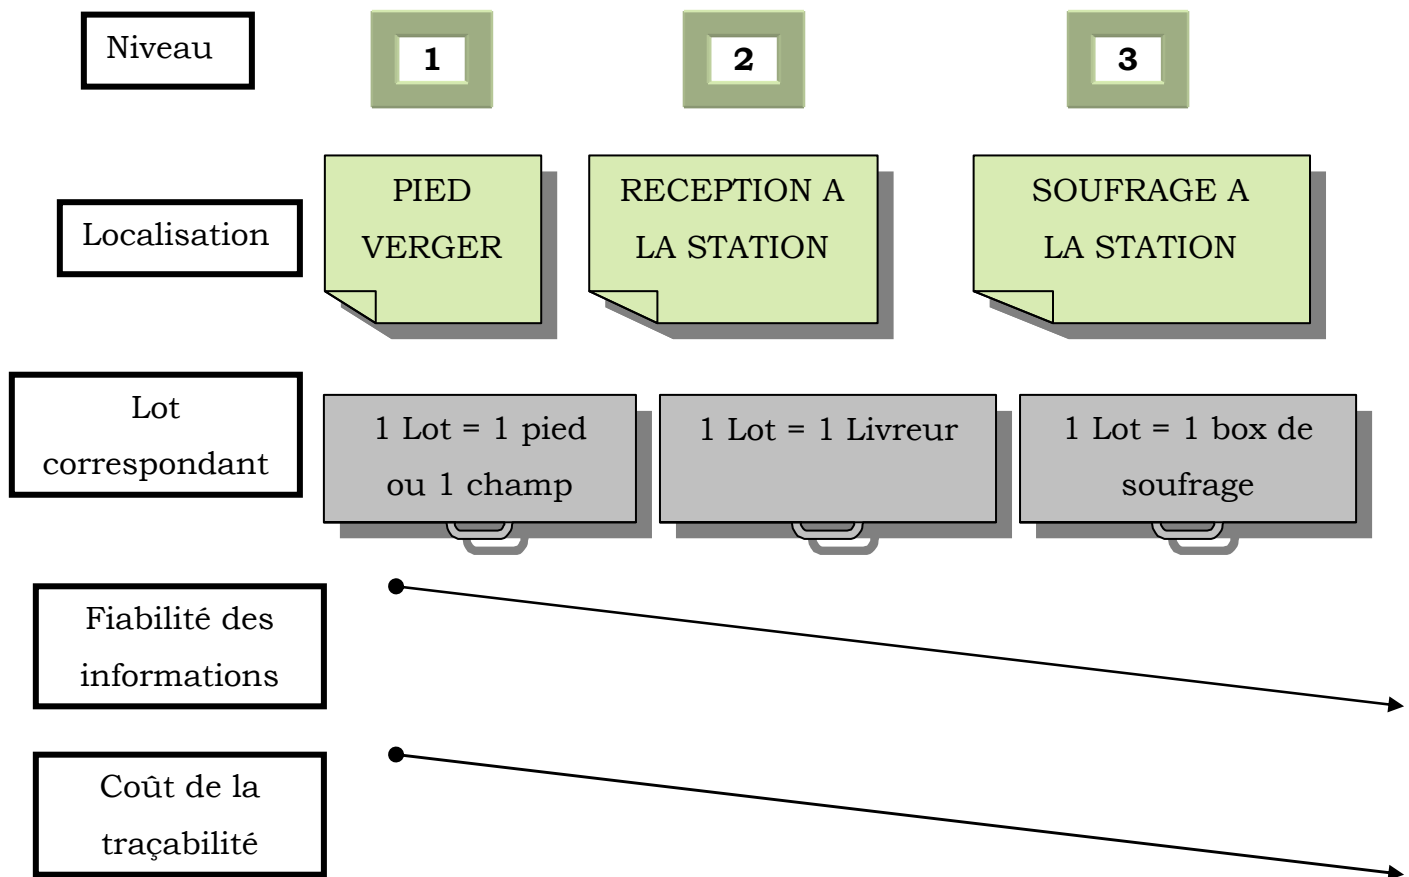 Niveau
1
2
3
Localisation
PIED
VERGER
RECEPTION A
LA STATION
SOUFRAGE A
LA STATION
Lot
correspondant
1 Lot = 1 pied
ou 1 champ
1 Lot = 1 Livreur
1 Lot = 1 box de
soufrage
Fiabilité des
informations
Coût de la
traçabilité